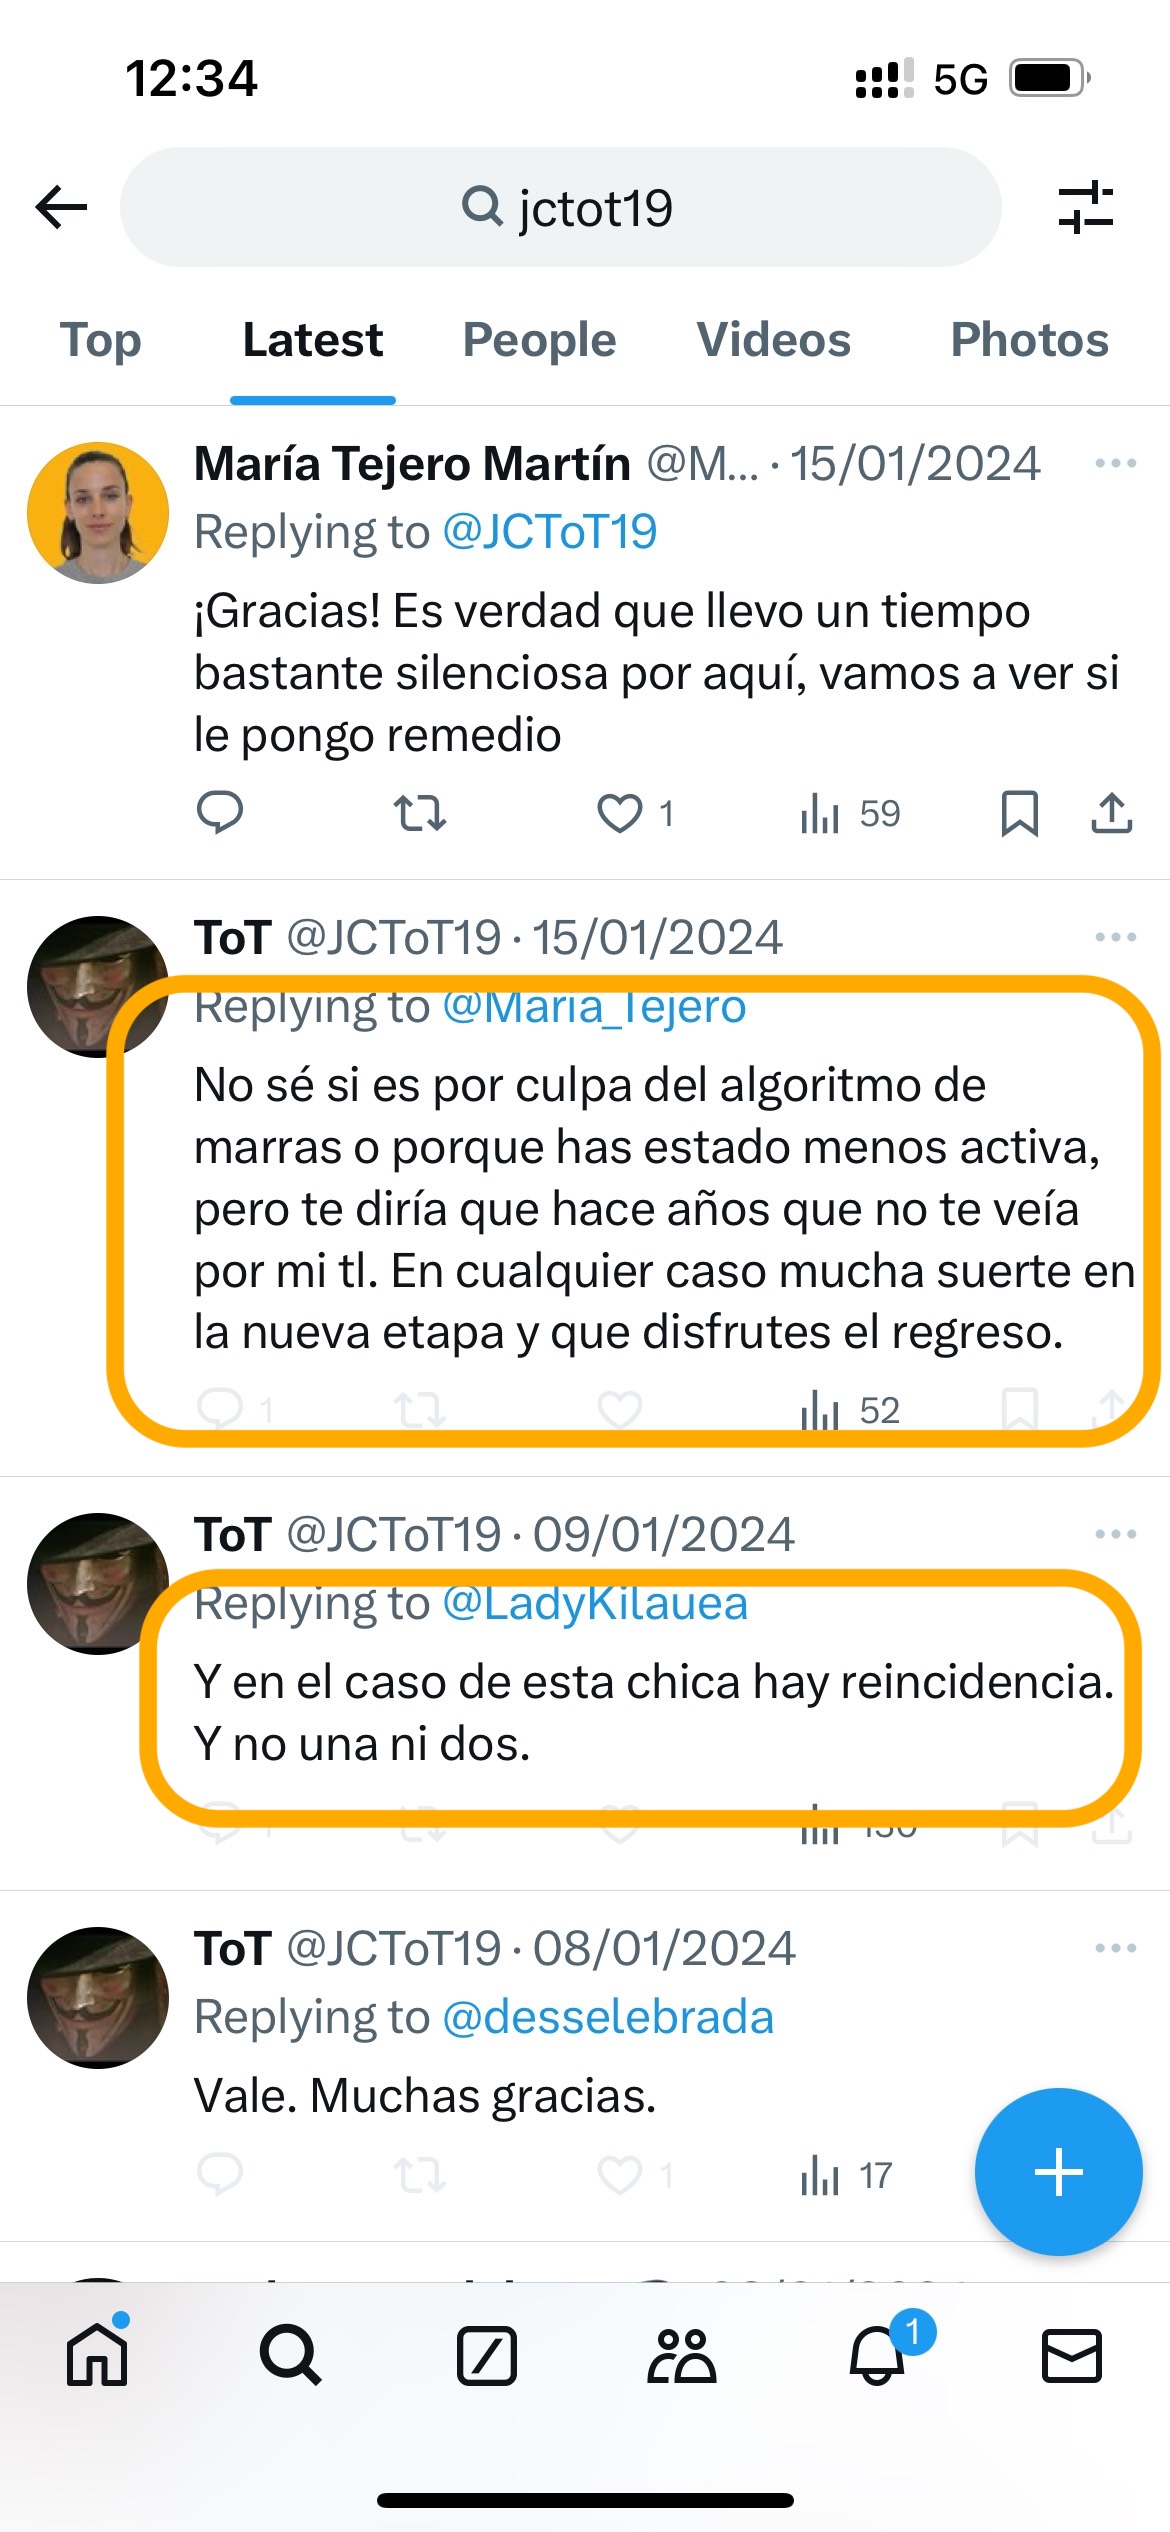 12:34
5G
jctot19
Top Latest People Videos Photos
María Tejero Martín @M... · 15/01/2024
Replying to @JCToT19
¡Gracias! Es verdad que llevo un tiempo
bastante silenciosa por aquí, vamos a ver si
le pongo remedio
1 59
ToT @JCToT19 · 15/01/2024
Replying to @Maria_Tejero
No sé si es por culpa del algoritmo de
marras o porque has estado menos activa,
pero te diría que hace años que no te veía
por mi tl. En cualquier caso mucha suerte en
la nueva etapa y que disfrutes el regreso.
1 52
ToT @JCToT19 · 09/01/2024
Replying to @LadyKilauea
Y en el caso de esta chica hay reincidencia.
Y no una ni dos.
1
ToT @JCToT19 · 08/01/2024
Replying to @desselebrada
Vale. Muchas gracias.
1 17
1